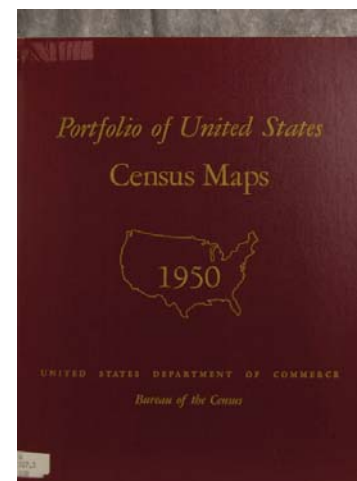 Portfolio of United States
Census Maps
1950
UNITED STATES DEPARTMENT OF COMMERCE
Bureau of the Census